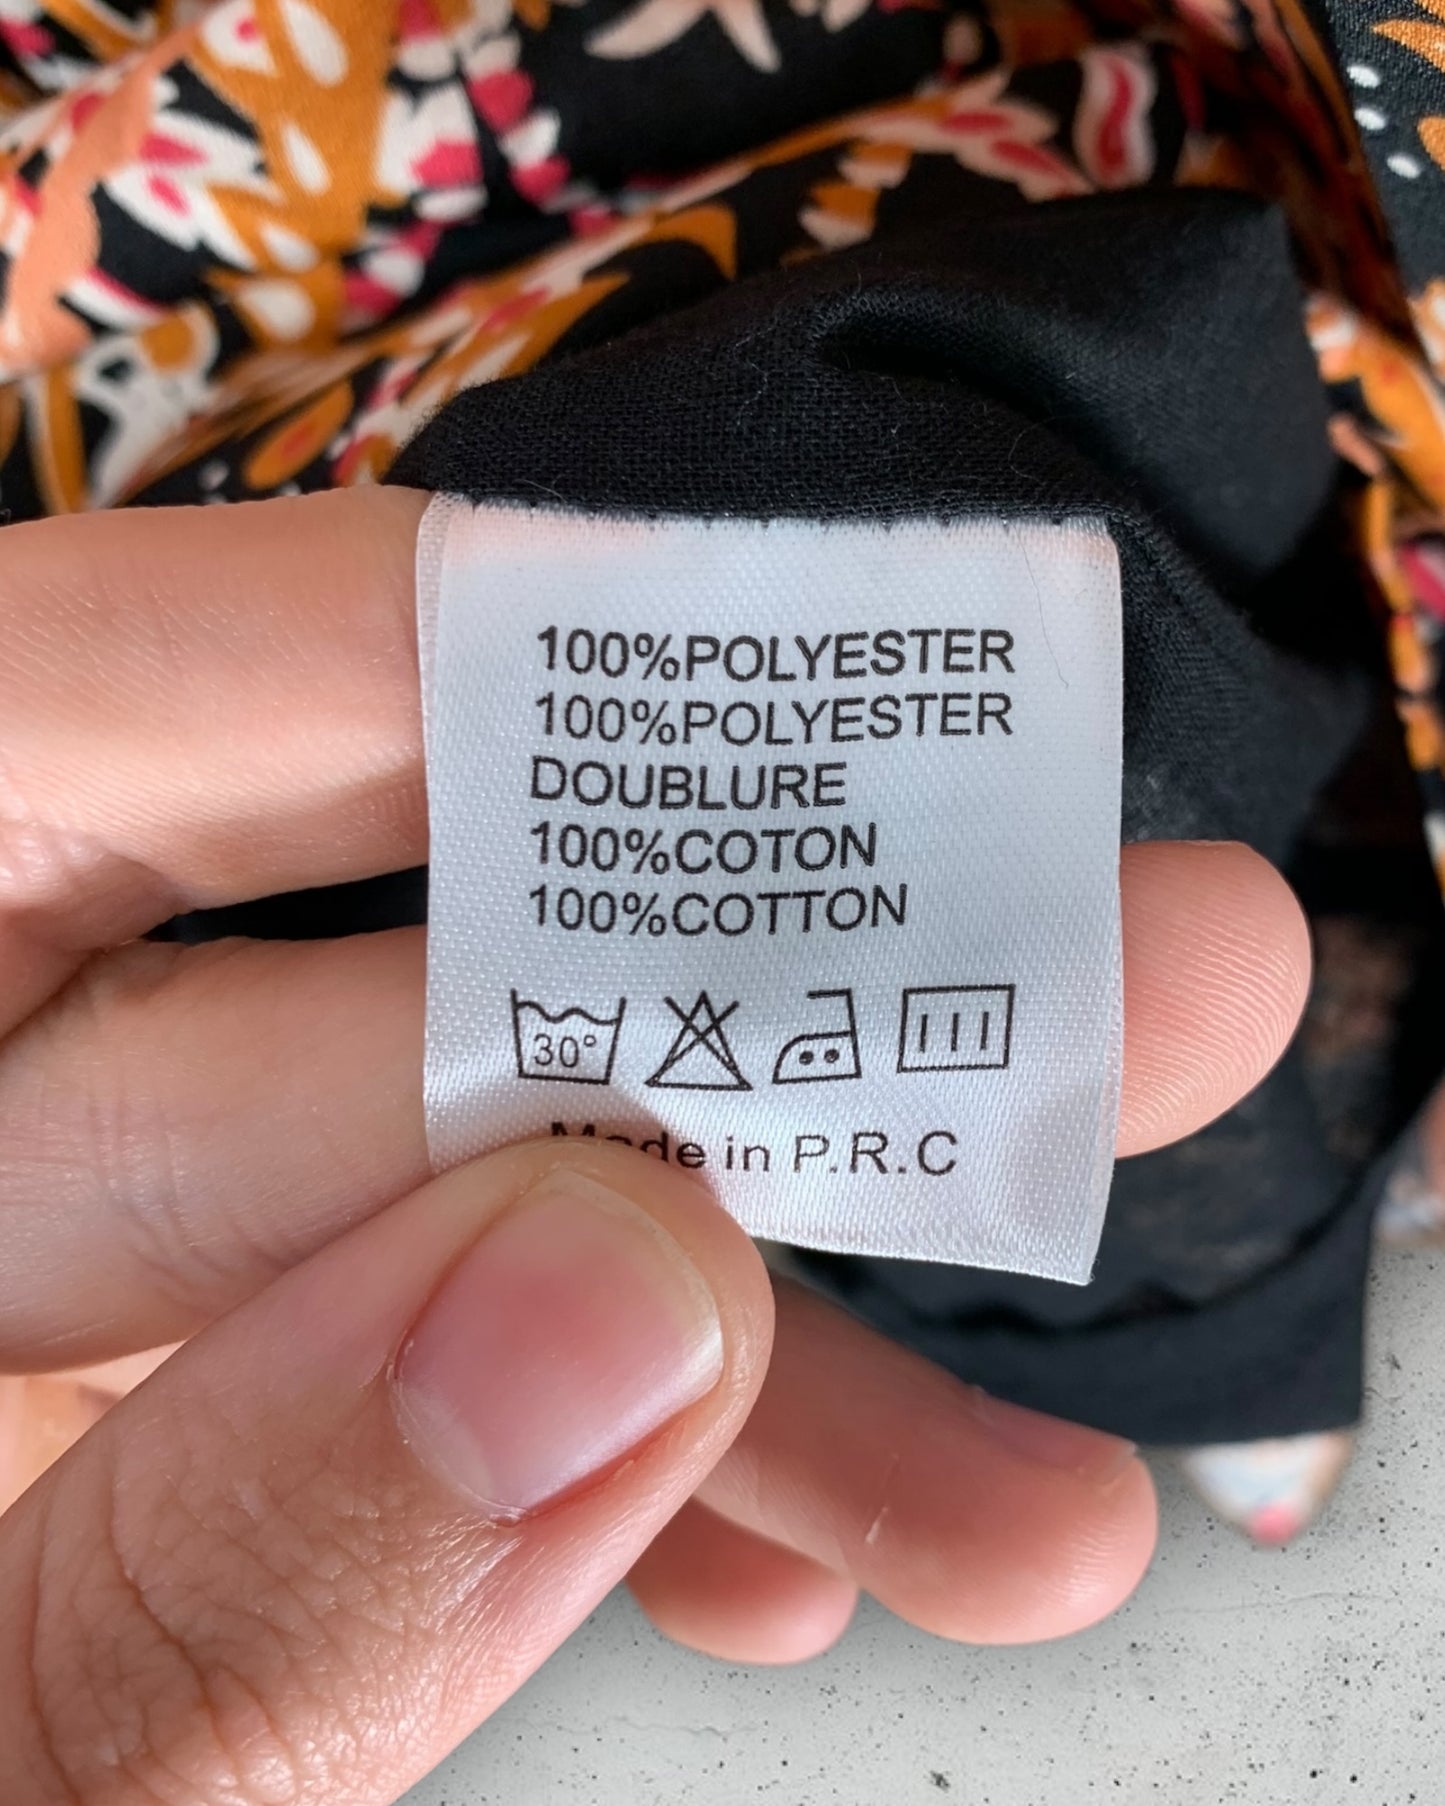 100%POLYESTER
100%POLYESTER
DOUBLURE
100%COTON
100%COTTON
30°
Made in P.R.C